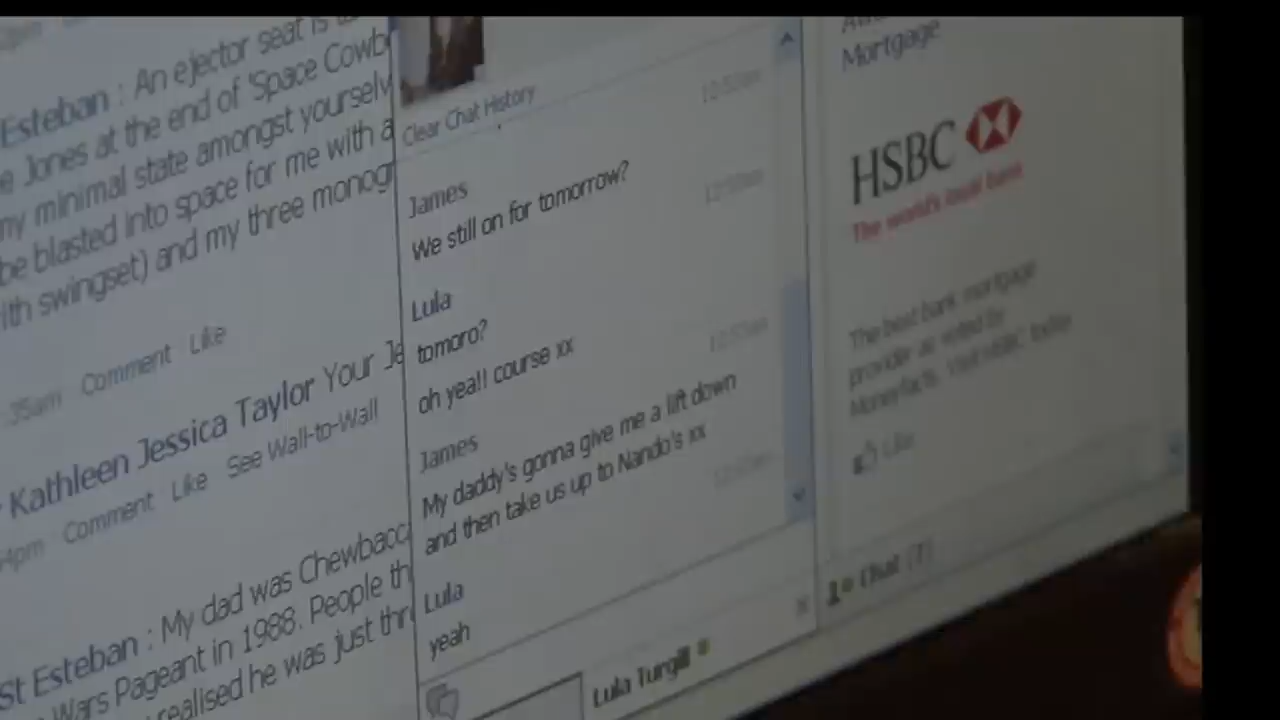 Esteban : An ejector seat is
e Jones at the end of 'Space Cowb
my minimal state amongst yourselv
be blasted into space for me with a
ith swingset) and my three monogr
:35am Comment Like
Kathleen Jessica Taylor Your Je
4pm Comment Like See Wall-to-Wall
st Esteban : My dad was Chewbacc
Wars Pageant in 1988. People th
realised he was just thr
Clear Chat History
James
We still on for tomorrow?
Lula
tomoro?
oh yea!! course xx
James
My daddy's gonna give me a lift down
and then take us up to Nando's xx
Lula
yeah
Lula Turgill
Mortgage
HSBC
The world's local bank
The best bank mortgage
provider as voted by
Moneyfacts. Visit HSBC today
Like
Chat